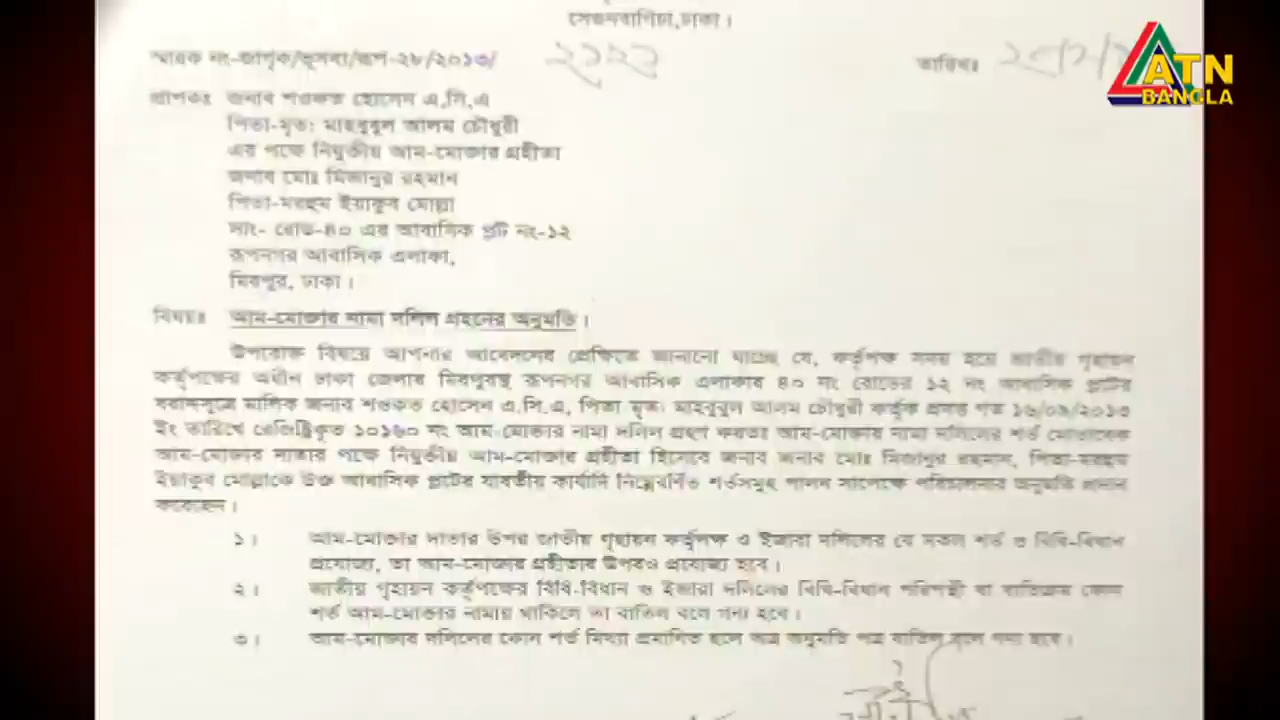 সেগুনবাগিচা,ঢাকা।
স্মারক নং-জাগৃক/ভূসব্য/রূপ-২৮/২০১৩/
তারিখঃ
ATN
BANGLA
প্রাপকঃ জনাব শওকত হোসেন এ,সি,এ
পিতা-মৃত: মাহবুবুল আলম চৌধুরী
এর পক্ষে নিযুক্তীয় আম-মোক্তার গ্রহীতা
জনাব মোঃ মিজানুর রহমান
পিতা-মরহুম ইয়াকুব মোল্লা
সাং- রোড-৪০ এর আবাসিক প্লট নং-১২
রূপনগর আবাসিক এলাকা,
মিরপুর, ঢাকা।
বিষয়ঃ আম-মোক্তার নামা দলিল গ্রহনের অনুমতি।
উপরোক্ত বিষয়ে আপনার আবেদনের প্রেক্ষিতে জানানো যাচ্ছে যে, কর্তৃপক্ষ সদয় হয়ে জাতীয় গৃহায়ন
কর্তৃপক্ষের অধীন ঢাকা জেলার মিরপুরস্থ রূপনগর আবাসিক এলাকার ৪০ নং রোডের ১২ নং আবাসিক প্লটের
বরাদ্দসূত্রে মালিক জনাব শওকত হোসেন এ.সি.এ, পিতা মৃত: মাহবুবুল আলম চৌধুরী কর্তৃক প্রদত্ত গত ১৬/০৯/২০১৩
ইং তারিখে রেজিষ্ট্রিকৃত ১০১৬০ নং আম-মোক্তার নামা দলিল গ্রহণ করতঃ আম-মোক্তার নামা দলিলের শর্ত মোতাবেক
আম-মোক্তার দাতার পক্ষে নিযুক্তীয় আম-মোক্তার গ্রহীতা হিসেবে জনাব জনাব মোঃ মিজানুর রহমান, পিতা-মরহুম
ইয়াকুব মোল্লাকে উক্ত আবাসিক প্লটের যাবতীয় কার্যাদি নিম্নেবর্ণিত শর্তসমূহ পালন সাপেক্ষে পরিচালনার অনুমতি প্রদান
করেছেন।
১। আম-মোক্তার দাতার উপর জাতীয় গৃহায়ন কর্তৃপক্ষ ও ইজারা দলিলের যে সকল শর্ত ও বিধি-বিধান
প্রযোজ্য, তা আম-মোক্তার গ্রহীতার উপরও প্রযোজ্য হবে।
২। জাতীয় গৃহায়ন কর্তৃপক্ষের বিধি-বিধান ও ইজারা দলিলের বিধি-বিধান পরিপন্থী বা ব্যতিক্রম কোন
শর্ত আম-মোক্তার নামায় থাকিলে তা বাতিল বলে গন্য হবে।
৩। আম-মোক্তার দলিলের কোন শর্ত মিথ্যা প্রমাণিত হলে অত্র অনুমতি পত্র বাতিল বলে গন্য হবে।